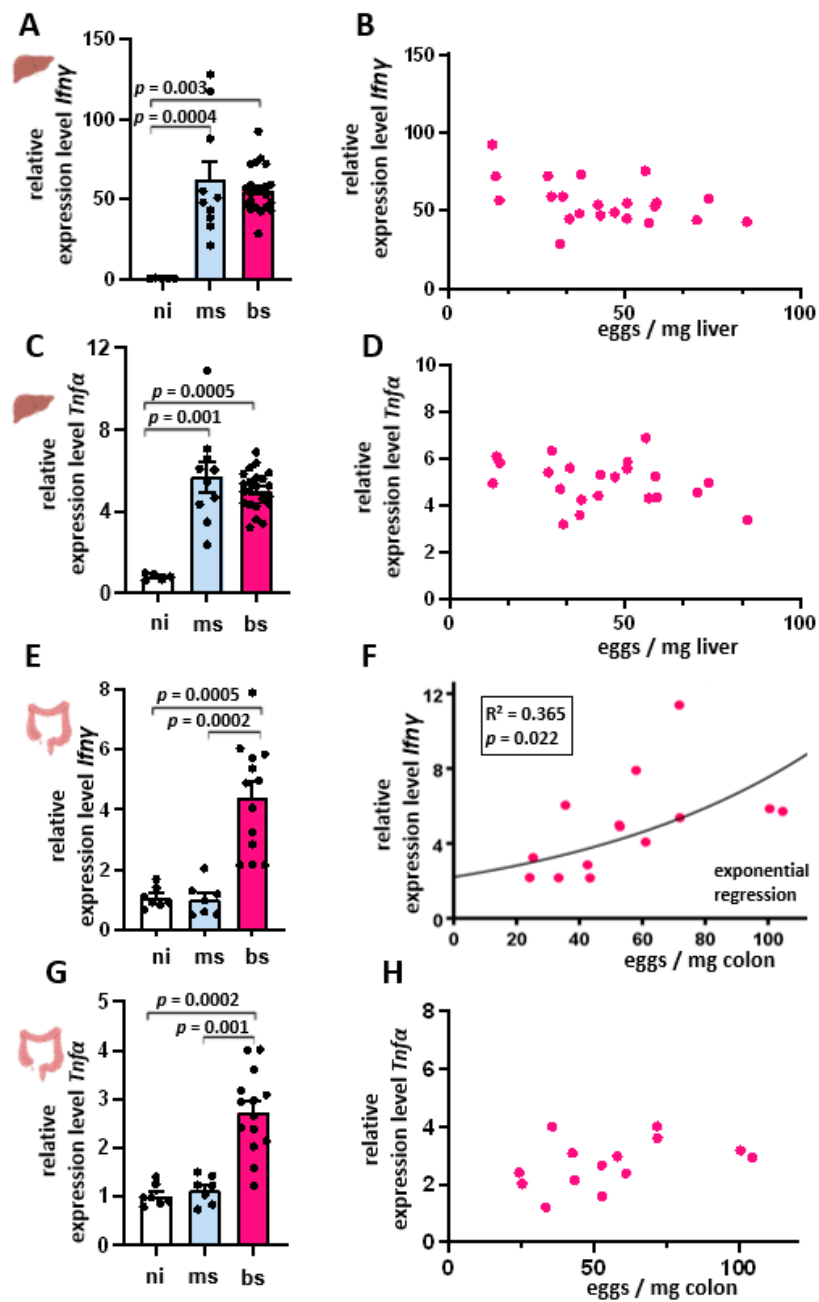 A
relative
expression level Ifnγ
150
100
50
0
p = 0.003
p = 0.0004
ni ms bs
B
relative
expression level Ifnγ
150
100
50
0
0 50 100
eggs / mg liver
C
relative
expression level Tnfα
12
8
4
0
p = 0.0005
p = 0.001
ni ms bs
D
relative
expression level Tnfα
10
8
6
4
2
0
0 50 100
eggs / mg liver
E
relative
expression level Ifnγ
8
6
4
2
0
p = 0.0005
p = 0.0002
ni ms bs
F
relative
expression level Ifnγ
12
8
4
0
R² = 0.365
p = 0.022
exponential
regression
0 20 40 60 80 100
eggs / mg colon
G
relative
expression level Tnfα
5
4
3
2
1
0
p = 0.0002
p = 0.001
ni ms bs
H
relative
expression level Tnfα
8
6
4
2
0
0 50 100
eggs / mg colon